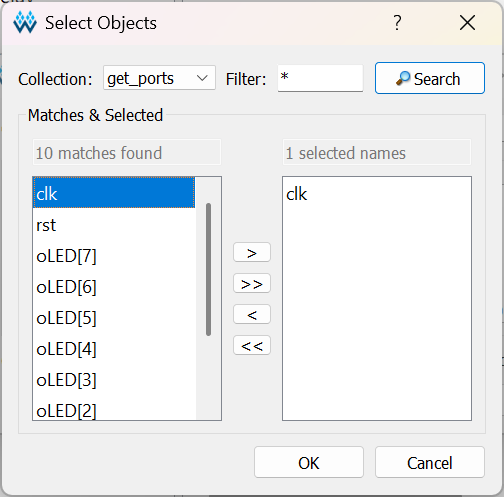 Select Objects
Collection: get_ports Filter: * Search
Matches & Selected
10 matches found
1 selected names
clk
rst
oLED[7]
oLED[6]
oLED[5]
oLED[4]
oLED[3]
oLED[2]
>
>>
<
<<
clk
OK Cancel